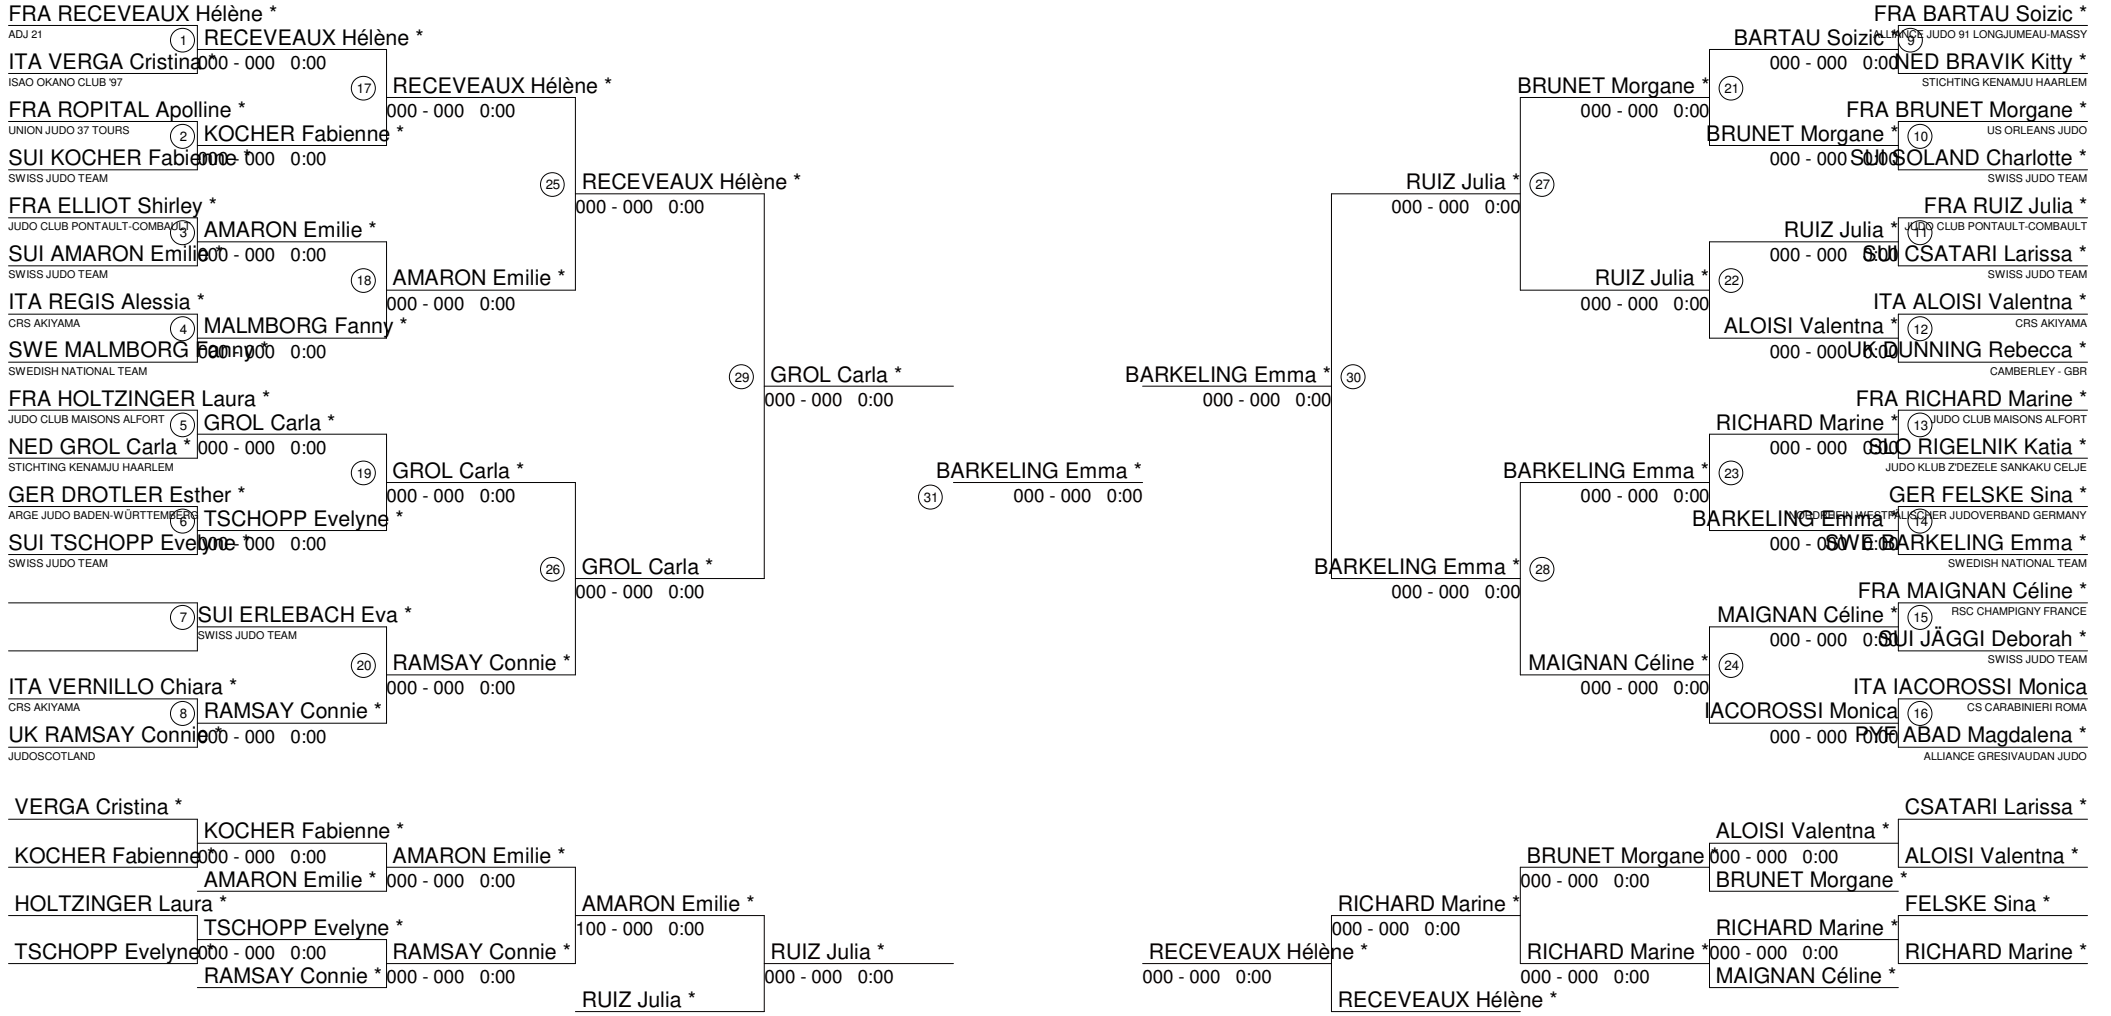 FRA RECEVEAUX Hélène *
ADJ 21
1
RECEVEAUX Hélène *
ITA VERGA Cristina *
000 - 000 0:00
ISAO OKANO CLUB '97
17
RECEVEAUX Hélène *
000 - 000 0:00
FRA ROPITAL Apolline *
UNION JUDO 37 TOURS
2
KOCHER Fabienne *
SUI KOCHER Fabienne *
000 - 000 0:00
SWISS JUDO TEAM
25
RECEVEAUX Hélène *
000 - 000 0:00
FRA ELLIOT Shirley *
JUDO CLUB PONTAULT-COMBAULT
3
AMARON Emilie *
SUI AMARON Emilie *
000 - 000 0:00
SWISS JUDO TEAM
18
AMARON Emilie *
000 - 000 0:00
ITA REGIS Alessia *
CRS AKIYAMA
4
MALMBORG Fanny *
SWE MALMBORG Fanny *
000 - 000 0:00
SWEDISH NATIONAL TEAM
29
GROL Carla *
000 - 000 0:00
FRA HOLTZINGER Laura *
JUDO CLUB MAISONS ALFORT
5
GROL Carla *
NED GROL Carla *
000 - 000 0:00
STICHTING KENAMJU HAARLEM
19
GROL Carla *
000 - 000 0:00
GER DROTLER Esther *
ARGE JUDO BADEN-WÜRTTEMBERG
6
TSCHOPP Evelyne *
SUI TSCHOPP Evelyne *
000 - 000 0:00
SWISS JUDO TEAM
26
GROL Carla *
000 - 000 0:00
7
SUI ERLEBACH Eva *
SWISS JUDO TEAM
20
RAMSAY Connie *
000 - 000 0:00
ITA VERNILLO Chiara *
CRS AKIYAMA
8
RAMSAY Connie *
UK RAMSAY Connie *
000 - 000 0:00
JUDOSCOTLAND
BARKELING Emma *
31
000 - 000 0:00
FRA BARTAU Soizic *
ALLIANCE JUDO 91 LONGJUMEAU-MASSY
BARTAU Soizic *
9
000 - 000 0:00
NED BRAVIK Kitty *
STICHTING KENAMJU HAARLEM
BRUNET Morgane *
21
000 - 000 0:00
FRA BRUNET Morgane *
US ORLEANS JUDO
BRUNET Morgane *
10
000 - 000 0:00
SUI SOLAND Charlotte *
SWISS JUDO TEAM
RUIZ Julia *
27
000 - 000 0:00
FRA RUIZ Julia *
JUDO CLUB PONTAULT-COMBAULT
RUIZ Julia *
11
000 - 000 0:00
SUI CSATARI Larissa *
SWISS JUDO TEAM
RUIZ Julia *
22
000 - 000 0:00
ITA ALOISI Valentna *
CRS AKIYAMA
ALOISI Valentna *
12
000 - 000 0:00
UK DUNNING Rebecca *
CAMBERLEY - GBR
BARKELING Emma *
30
000 - 000 0:00
FRA RICHARD Marine *
JUDO CLUB MAISONS ALFORT
RICHARD Marine *
13
000 - 000 0:00
SLO RIGELNIK Katia *
JUDO KLUB Z'DEZELE SANKAKU CELJE
BARKELING Emma *
23
000 - 000 0:00
GER FELSKE Sina *
NORDRHEIN WESTFALISCHER JUDOVERBAND GERMANY
BARKELING Emma *
14
000 - 000 0:00
SWE BARKELING Emma *
SWEDISH NATIONAL TEAM
BARKELING Emma *
28
000 - 000 0:00
FRA MAIGNAN Céline *
RSC CHAMPIGNY FRANCE
MAIGNAN Céline *
15
000 - 000 0:00
SUI JÄGGI Deborah *
SWISS JUDO TEAM
MAIGNAN Céline *
24
000 - 000 0:00
ITA IACOROSSI Monica
CS CARABINIERI ROMA
IACOROSSI Monica
16
000 - 000 0:00
PYF ABAD Magdalena *
ALLIANCE GRESIVAUDAN JUDO
VERGA Cristina *
KOCHER Fabienne *
KOCHER Fabienne *
000 - 000 0:00
AMARON Emilie *
AMARON Emilie *
000 - 000 0:00
HOLTZINGER Laura *
AMARON Emilie *
100 - 000 0:00
TSCHOPP Evelyne *
TSCHOPP Evelyne *
000 - 000 0:00
RAMSAY Connie *
RAMSAY Connie *
000 - 000 0:00
RUIZ Julia *
000 - 000 0:00
RUIZ Julia *
CSATARI Larissa *
ALOISI Valentna *
BRUNET Morgane *
000 - 000 0:00
ALOISI Valentna *
000 - 000 0:00
BRUNET Morgane *
RICHARD Marine *
000 - 000 0:00
FELSKE Sina *
RICHARD Marine *
RECEVEAUX Hélène *
000 - 000 0:00
RICHARD Marine *
000 - 000 0:00
RICHARD Marine *
000 - 000 0:00
MAIGNAN Céline *
RECEVEAUX Hélène *